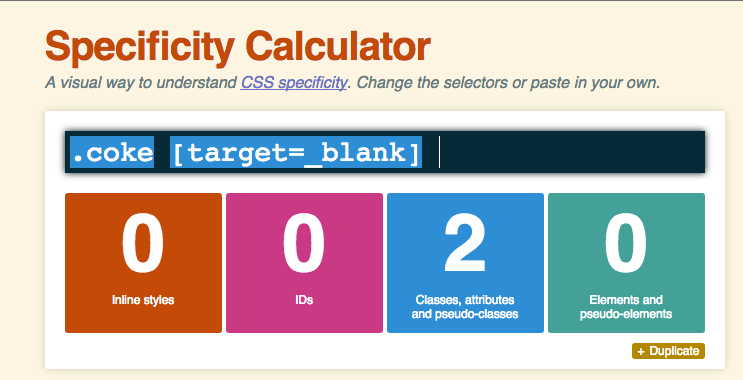 Specificity Calculator
A visual way to understand CSS specificity. Change the selectors or paste in your own.
.coke [target=_blank]
0 0 2 0
Inline styles IDs Classes, attributes and pseudo-classes Elements and pseudo-elements
+ Duplicate